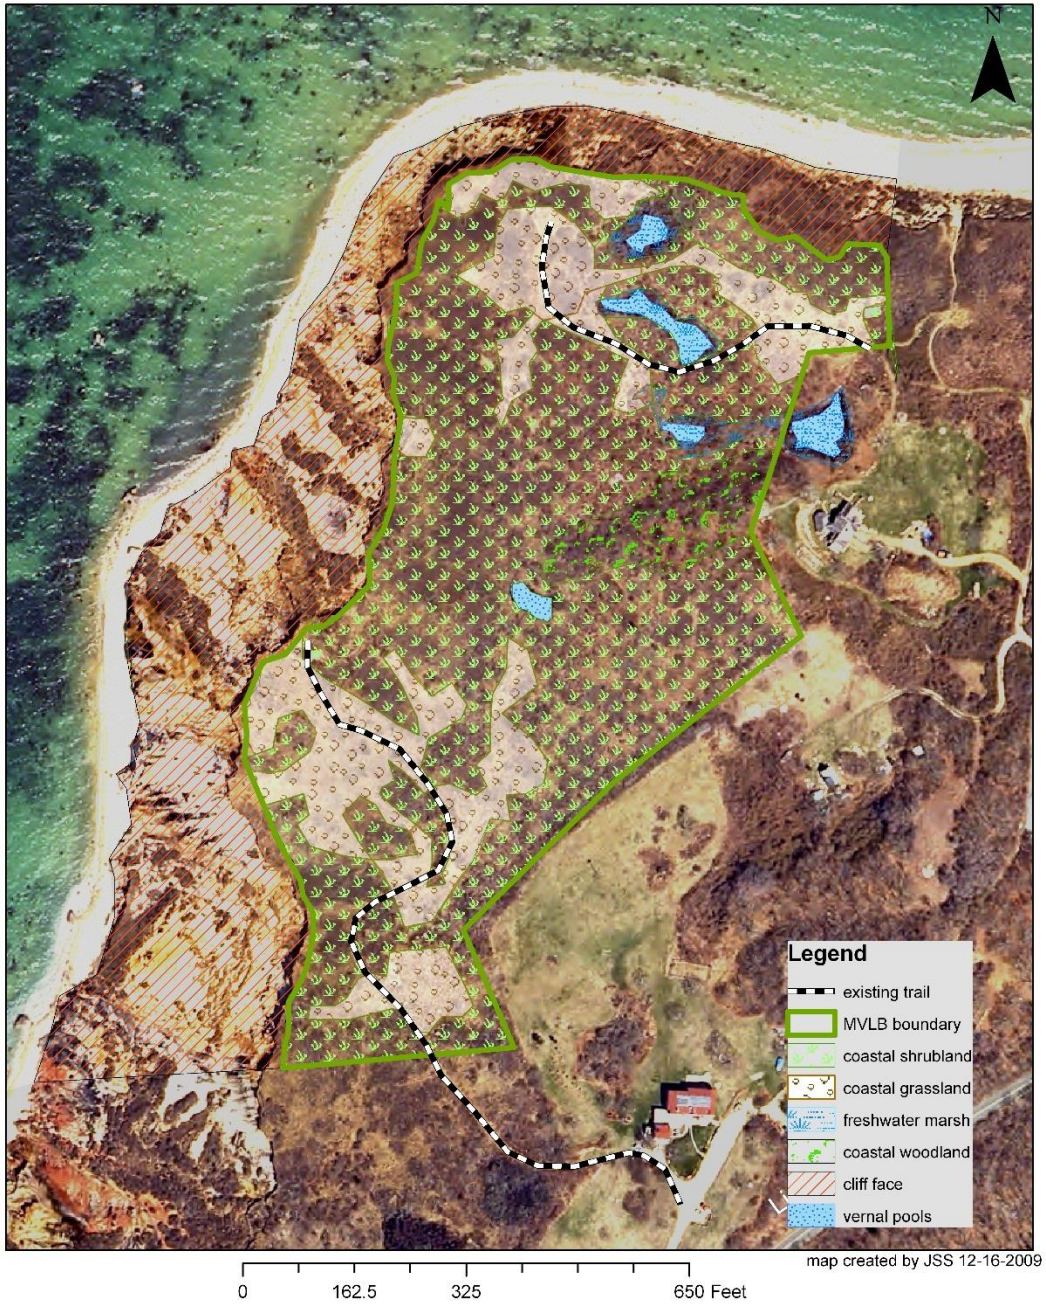 N
Legend
existing trail
MVLB boundary
coastal shrubland
coastal grassland
freshwater marsh
coastal woodland
cliff face
vernal pools
map created by JSS 12-16-2009
0 162.5 325 650 Feet